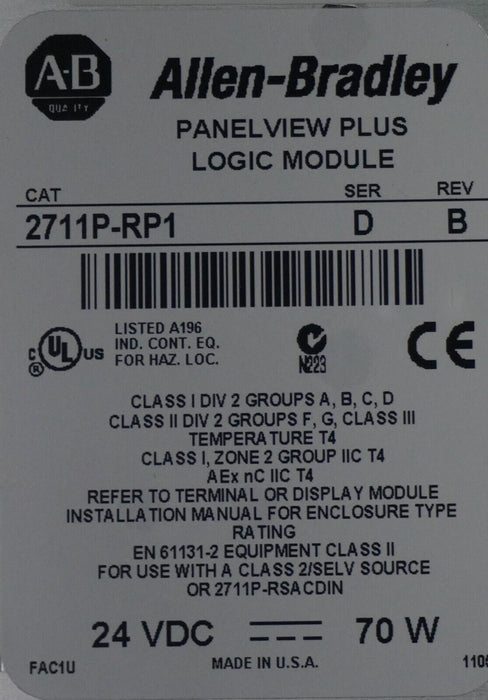 A-B
QUALITY
Allen-Bradley
PANELVIEW PLUS
LOGIC MODULE
CAT SER REV
2711P-RP1 D B
LISTED A196
IND. CONT. EQ.
FOR HAZ. LOC.
C UL US
®
N223
CE
CLASS I DIV 2 GROUPS A, B, C, D
CLASS II DIV 2 GROUPS F, G, CLASS III
TEMPERATURE T4
CLASS I, ZONE 2 GROUP IIC T4
AEx nC IIC T4
REFER TO TERMINAL OR DISPLAY MODULE
INSTALLATION MANUAL FOR ENCLOSURE TYPE
RATING
EN 61131-2 EQUIPMENT CLASS II
FOR USE WITH A CLASS 2/SELV SOURCE
OR 2711P-RSACDIN
24 VDC 70 W
FAC1U MADE IN U.S.A.